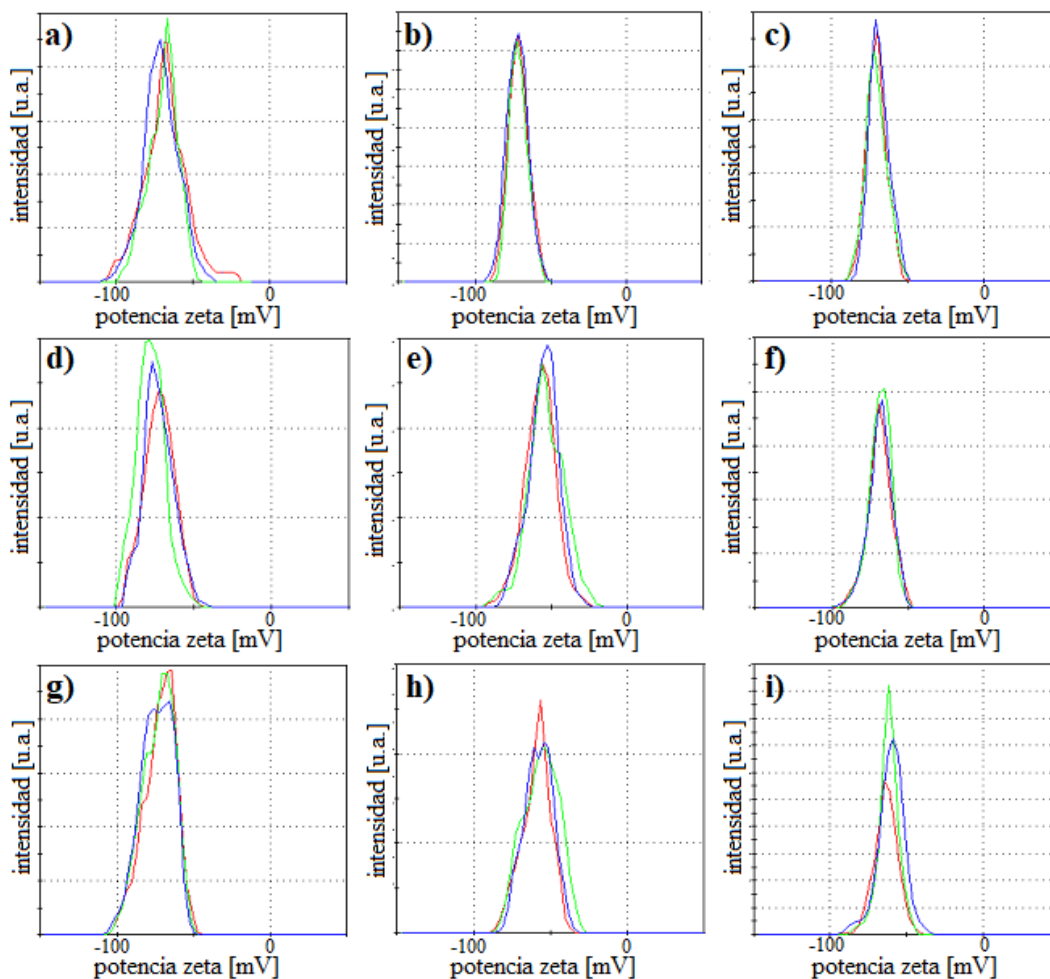 a)
intensidad [u.a.]
-100
0
potencia zeta [mV]
b)
intensidad [u.a.]
-100
0
potencia zeta [mV]
c)
intensidad [u.a.]
-100
0
potencia zeta [mV]
d)
intensidad [u.a.]
-100
0
potencia zeta [mV]
e)
intensidad [u.a.]
-100
0
potencia zeta [mV]
f)
intensidad [u.a.]
-100
0
potencia zeta [mV]
g)
intensidad [u.a.]
-100
0
potencia zeta [mV]
h)
intensidad [u.a.]
-100
0
potencia zeta [mV]
i)
intensidad [u.a.]
-100
0
potencia zeta [mV]